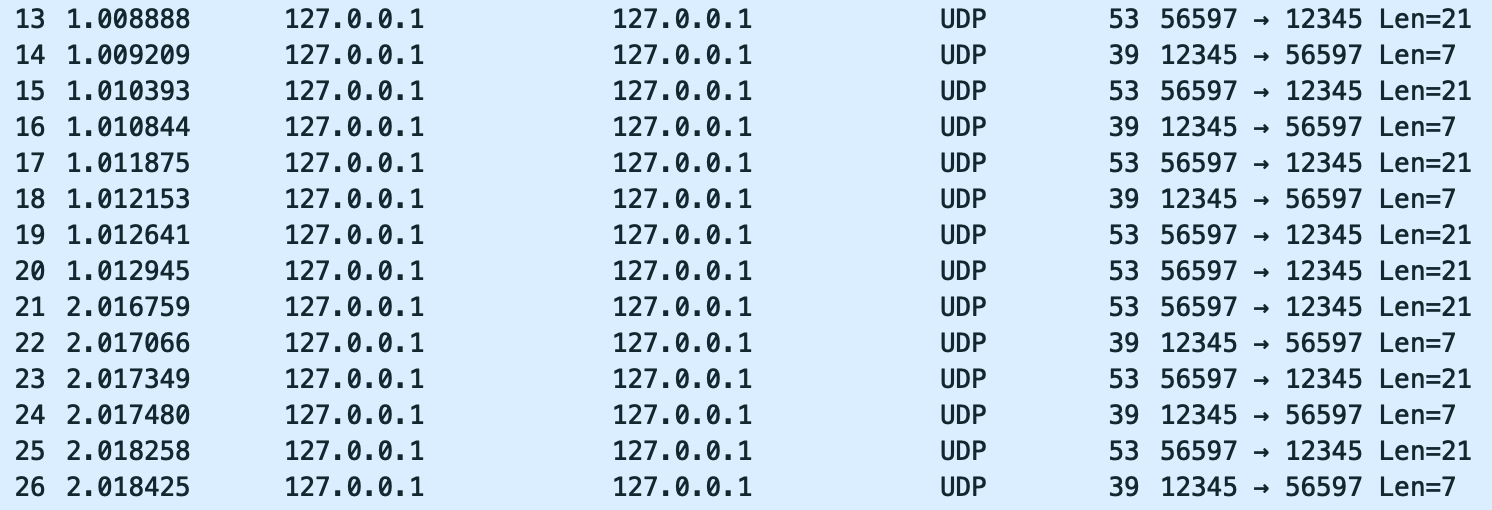 13 1.008888 127.0.0.1 127.0.0.1 UDP 53 56597 → 12345 Len=21
14 1.009209 127.0.0.1 127.0.0.1 UDP 39 12345 → 56597 Len=7
15 1.010393 127.0.0.1 127.0.0.1 UDP 53 56597 → 12345 Len=21
16 1.010844 127.0.0.1 127.0.0.1 UDP 39 12345 → 56597 Len=7
17 1.011875 127.0.0.1 127.0.0.1 UDP 53 56597 → 12345 Len=21
18 1.012153 127.0.0.1 127.0.0.1 UDP 39 12345 → 56597 Len=7
19 1.012641 127.0.0.1 127.0.0.1 UDP 53 56597 → 12345 Len=21
20 1.012945 127.0.0.1 127.0.0.1 UDP 53 56597 → 12345 Len=21
21 2.016759 127.0.0.1 127.0.0.1 UDP 53 56597 → 12345 Len=21
22 2.017066 127.0.0.1 127.0.0.1 UDP 39 12345 → 56597 Len=7
23 2.017349 127.0.0.1 127.0.0.1 UDP 53 56597 → 12345 Len=21
24 2.017480 127.0.0.1 127.0.0.1 UDP 39 12345 → 56597 Len=7
25 2.018258 127.0.0.1 127.0.0.1 UDP 53 56597 → 12345 Len=21
26 2.018425 127.0.0.1 127.0.0.1 UDP 39 12345 → 56597 Len=7